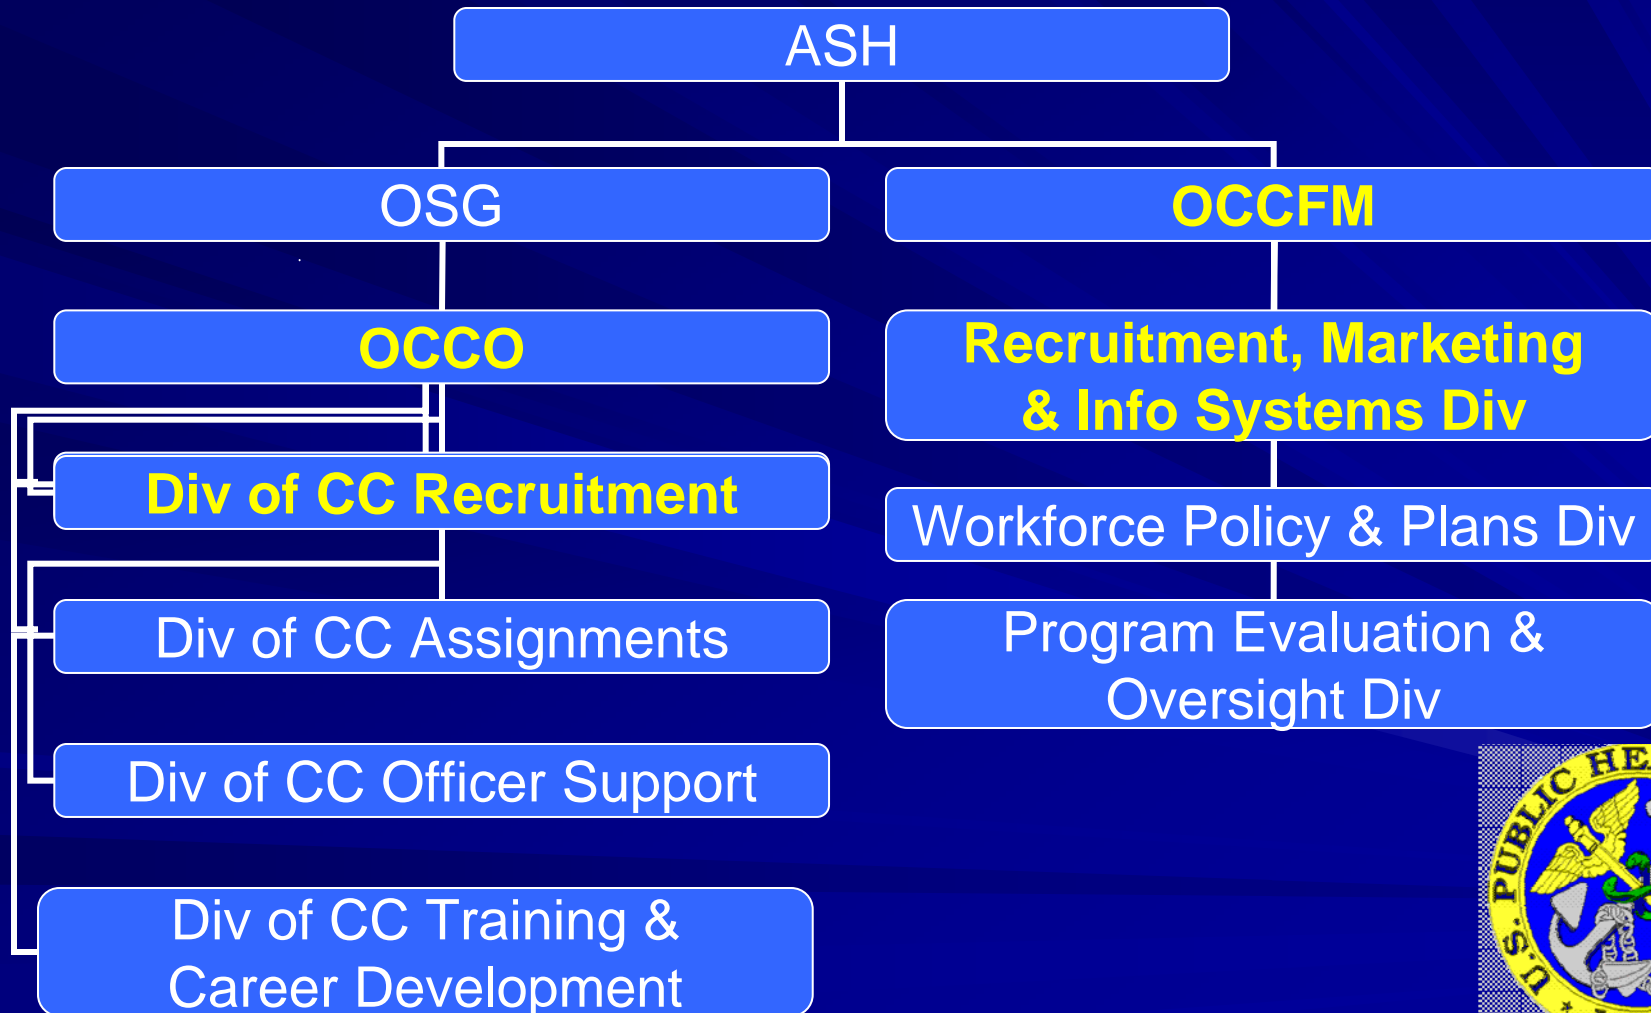 ASH
OSG
OCCFM
OCCO
Recruitment, Marketing
& Info Systems Div
Div of CC Recruitment
Workforce Policy & Plans Div
Div of CC Assignments
Program Evaluation &
Oversight Div
Div of CC Officer Support
Div of CC Training &
Career Development
U.S. PUBLIC